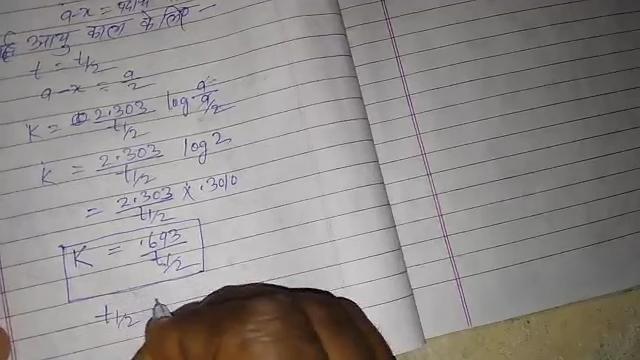 a-x =
आयु काल के लिए -
t = t1/2
a-x = a/2
K = 2.303/t1/2 log a/a/2
K = 2.303/t1/2 log 2
= 2.303/t1/2 x .3010
K = .693/t1/2
t1/2